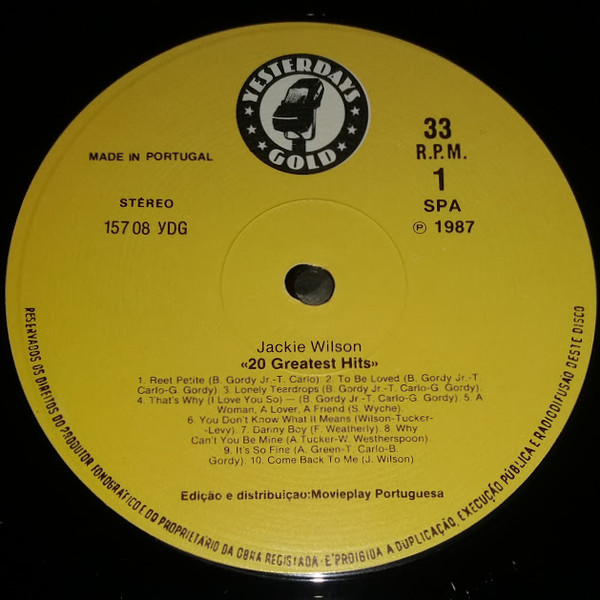 YESTERDAYS
GOLD
33
R.P.M.
1
SPA
℗ 1987
MADE IN PORTUGAL
STÉREO
157 08 YDG
Jackie Wilson
«20 Greatest Hits»
1. Reet Petite (B. Gordy Jr.-T. Carlo) 2. To Be Loved (B. Gordy Jr.-T.
Carlo-G. Gordy). 3. Lonely Teardrops (B. Gordy Jr.-T. Carlo-G. Gordy).
4. That's Why (I Love You So) — (B. Gordy Jr.-T. Carlo-G. Gordy). 5. A
Woman, A Lover, A Friend (S. Wyche).
6. You Don't Know What it Means (Wilson-Tucker-
-Levy). 7. Danny Boy (F. Weatherly). 8. Why
Can't You Be Mine (A Tucker-W. Westherspoon).
9. It's So Fine (A. Green-T. Carlo-B.
Gordy). 10. Come Back To Me (J. Wilson)
Edição e distribuiçao:Movieplay Portuguesa
RESERVADOS OS DIREITOS DO PRODUTOR FONOGRÁFICO E DO PROPRIETÁRIO DA OBRA REGISTADA - É PROIBIDA A DUPLICAÇÃO, EXECUÇÃO PÚBLICA E RADIODIFUSÃO DESTE DISCO